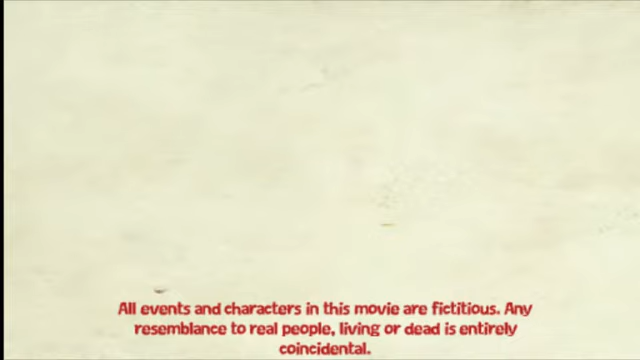 All events and characters in this movie are fictitious. Any
resemblance to real people, living or dead is entirely
coincidental.